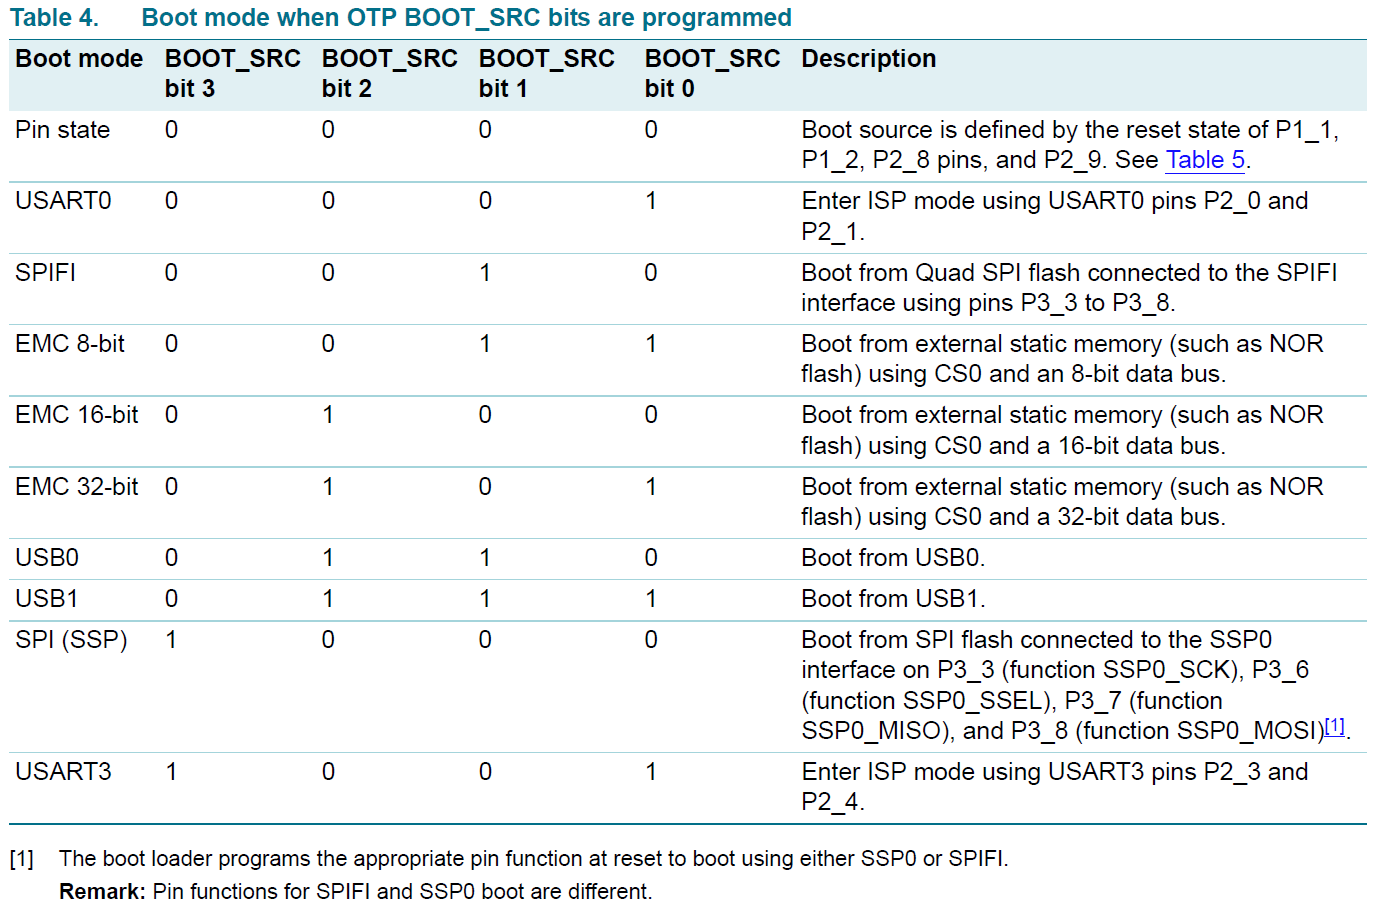 Table 4. Boot mode when OTP BOOT_SRC bits are programmed
Boot mode BOOT_SRC BOOT_SRC BOOT_SRC BOOT_SRC Description
bit 3 bit 2 bit 1 bit 0
Pin state 0 0 0 0 Boot source is defined by the reset state of P1_1,
P1_2, P2_8 pins, and P2_9. See Table 5.
USART0 0 0 0 1 Enter ISP mode using USART0 pins P2_0 and
P2_1.
SPIFI 0 0 1 0 Boot from Quad SPI flash connected to the SPIFI
interface using pins P3_3 to P3_8.
EMC 8-bit 0 0 1 1 Boot from external static memory (such as NOR
flash) using CS0 and an 8-bit data bus.
EMC 16-bit 0 1 0 0 Boot from external static memory (such as NOR
flash) using CS0 and a 16-bit data bus.
EMC 32-bit 0 1 0 1 Boot from external static memory (such as NOR
flash) using CS0 and a 32-bit data bus.
USB0 0 1 1 0 Boot from USB0.
USB1 0 1 1 1 Boot from USB1.
SPI (SSP) 1 0 0 0 Boot from SPI flash connected to the SSP0
interface on P3_3 (function SSP0_SCK), P3_6
(function SSP0_SSEL), P3_7 (function
SSP0_MISO), and P3_8 (function SSP0_MOSI)[1].
USART3 1 0 0 1 Enter ISP mode using USART3 pins P2_3 and
P2_4.
[1] The boot loader programs the appropriate pin function at reset to boot using either SSP0 or SPIFI.
Remark: Pin functions for SPIFI and SSP0 boot are different.